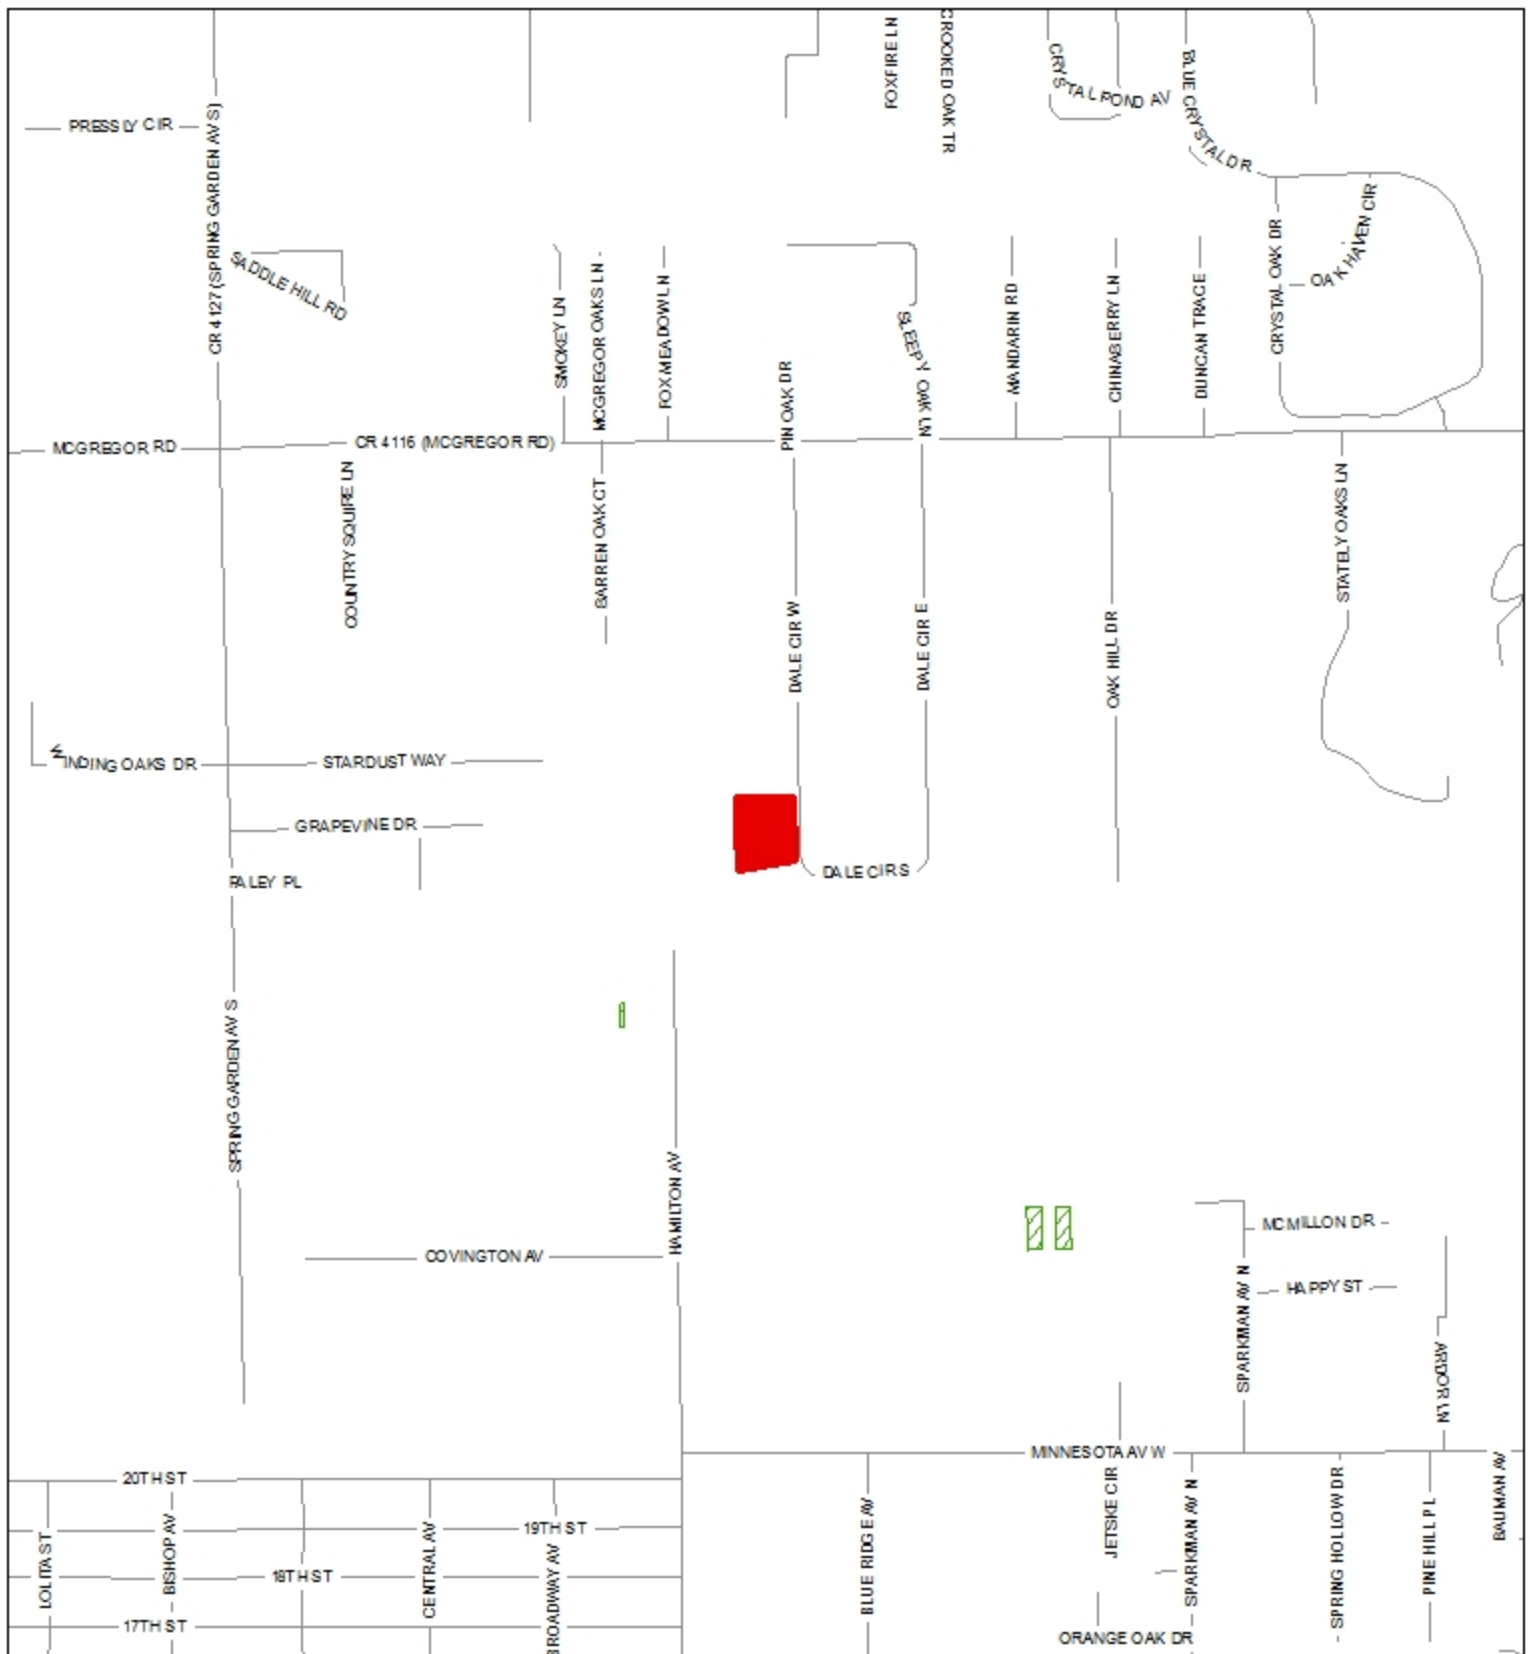 FOXFIRE LN
CROOKED OAK TR
CRYSTAL POND AV
BLUE CRYSTAL DR
PRESSLY CIR
CR 4127 (SPRING GARDEN AV S)
SADDLE HILL RD
SMOKEY LN
MCGREGOR OAKS LN
FOX MEADOW LN
PIN OAK DR
SLEEPY OAK LN
MANDARIN RD
CHINABERRY LN
DUNCAN TRACE
CRYSTAL OAK DR
OAK HAVEN CIR
MCGREGOR RD
CR 4116 (MCGREGOR RD)
COUNTRY SQUIRE LN
BARREN OAK CT
STATELY OAKS LN
DALE CIR W
DALE CIR E
OAK HILL DR
WINDING OAKS DR
STARDUST WAY
GRAPEVINE DR
PALEY PL
DALE CIR S
SPRING GARDEN AV S
HAMILTON AV
COVINGTON AV
MCMILLON DR
HAPPY ST
SPARKMAN AV N
ARDOR LN
MINNESOTA AV W
20TH ST
LOLITA ST
BISHOP AV
CENTRAL AV
19TH ST
BROADWAY AV
18TH ST
17TH ST
BLUE RIDGE AV
JETSKE CIR
SPARKMAN AV N
SPRING HOLLOW DR
PINE HILL PL
BAUMAN AV
ORANGE OAK DR